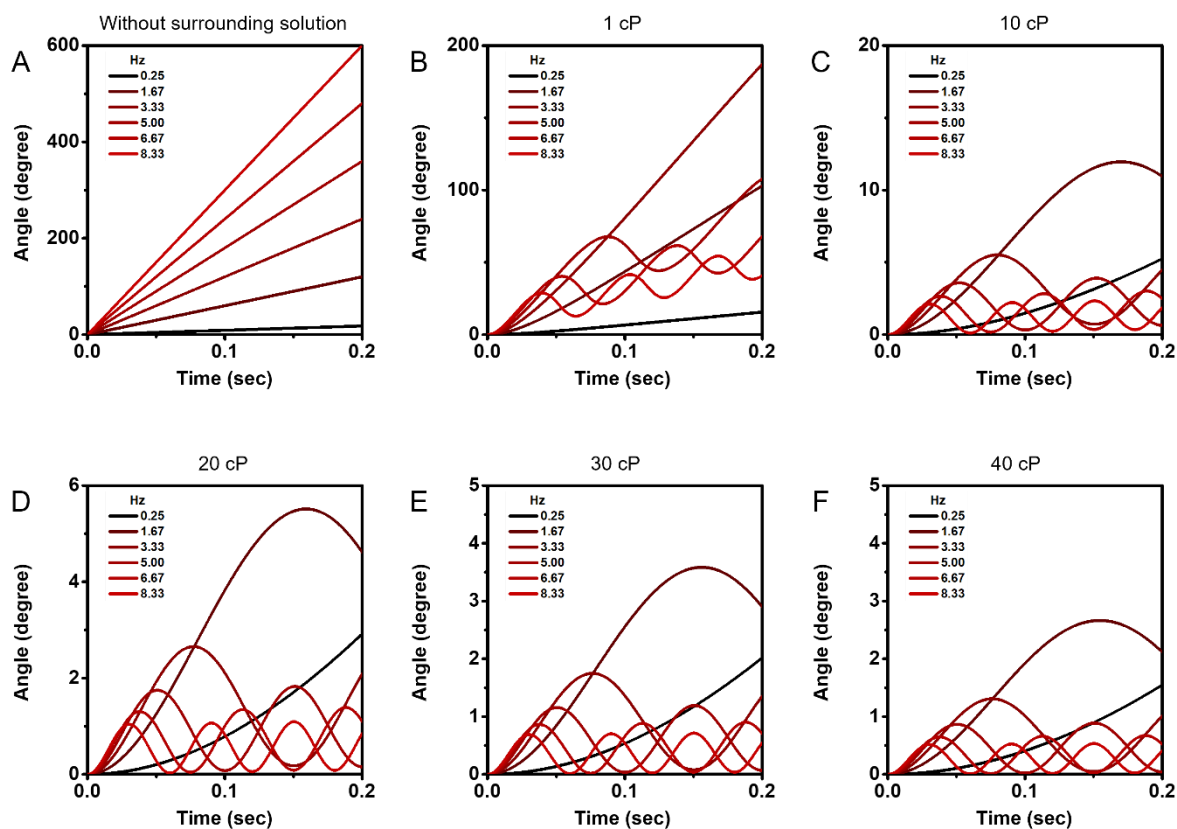 Without surrounding solution
A
Hz
0.25
1.67
3.33
5.00
6.67
8.33
600
400
200
0
Angle (degree)
0.0
0.1
0.2
Time (sec)
1 cP
B
Hz
0.25
1.67
3.33
5.00
6.67
8.33
200
100
0
Angle (degree)
0.0
0.1
0.2
Time (sec)
10 cP
C
Hz
0.25
1.67
3.33
5.00
6.67
8.33
20
10
0
Angle (degree)
0.0
0.1
0.2
Time (sec)
20 cP
D
Hz
0.25
1.67
3.33
5.00
6.67
8.33
6
4
2
0
Angle (degree)
0.0
0.1
0.2
Time (sec)
30 cP
E
Hz
0.25
1.67
3.33
5.00
6.67
8.33
5
4
3
2
1
0
Angle (degree)
0.0
0.1
0.2
Time (sec)
40 cP
F
Hz
0.25
1.67
3.33
5.00
6.67
8.33
5
4
3
2
1
0
Angle (degree)
0.0
0.1
0.2
Time (sec)